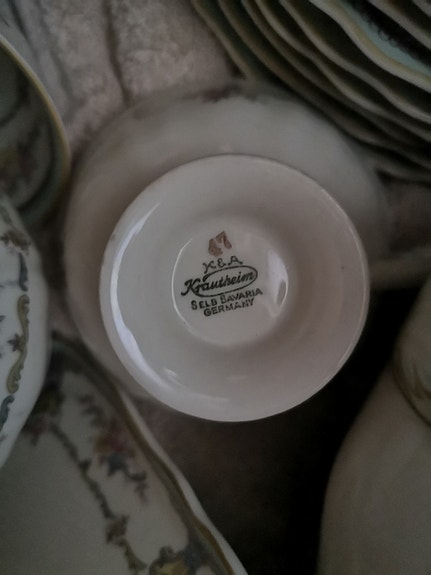 47
K & A
Krautheim
SELB BAVARIA
GERMANY